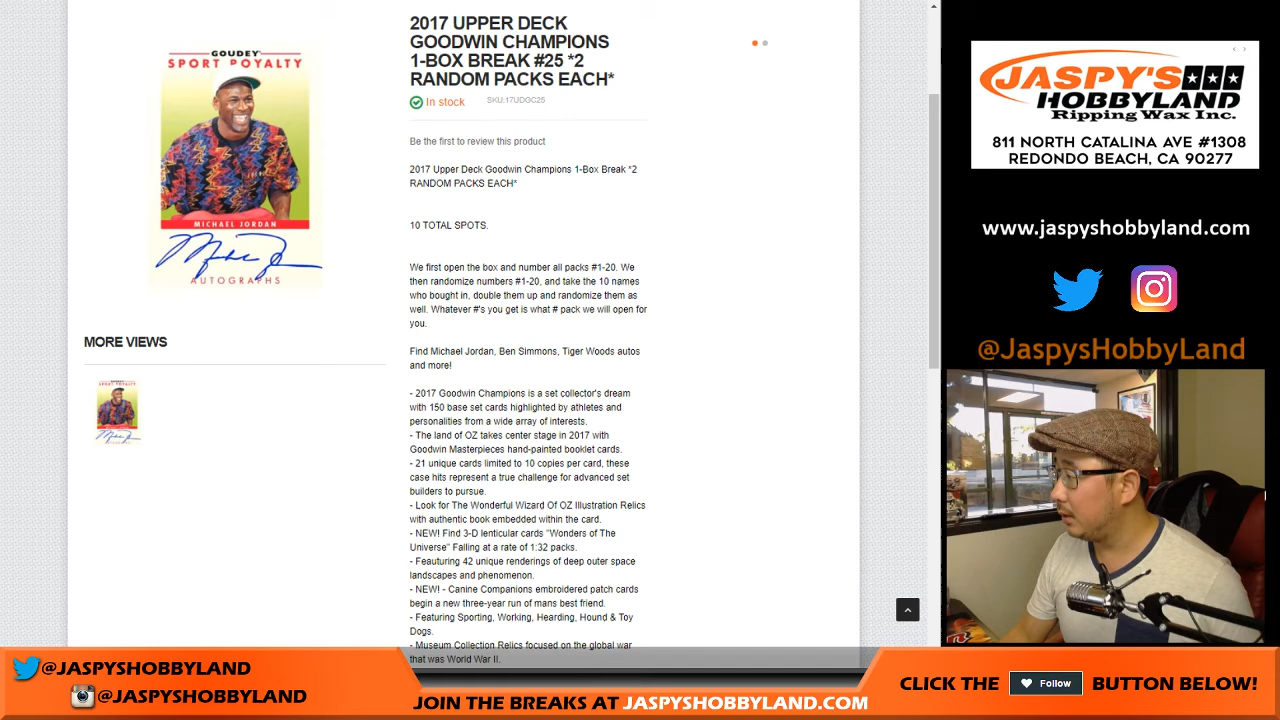 2017 UPPER DECK
GOODWIN CHAMPIONS
1-BOX BREAK #25 *2
RANDOM PACKS EACH*
In stock
SKU:17UDGC25
Be the first to review this product
2017 Upper Deck Goodwin Champions 1-Box Break *2
RANDOM PACKS EACH*
10 TOTAL SPOTS.
We first open the box and number all packs #1-20. We
then randomize numbers #1-20, and take the 10 names
who bought in, double them up and randomize them as
well. Whatever #'s you get is what # pack we will open for
you.
Find Michael Jordan, Ben Simmons, Tiger Woods autos
and more!
- 2017 Goodwin Champions is a set collector's dream
with 150 base set cards highlighted by athletes and
personalities from a wide array of interests.
- The land of OZ takes center stage in 2017 with
Goodwin Masterpieces hand-painted booklet cards.
- 21 unique cards limited to 10 copies per card, these
case hits represent a true challenge for advanced set
builders to pursue.
- Look for The Wonderful Wizard Of OZ Illustration Relics
with authentic book embedded within the card.
- NEW! Find 3-D lenticular cards "Wonders of The
Universe" Falling at a rate of 1:32 packs.
- Feauturing 42 unique renderings of deep outer space
landscapes and phenomenon.
- NEW! - Canine Companions embroidered patch cards
begin a new three-year run of mans best friend.
- Featuring Sporting, Working, Hearding, Hound & Toy
Dogs.
- Museum Collection Relics focused on the global war
that was World War II.
GOUDEY
SPORT ROYALTY
MICHAEL JORDAN
AUTOGRAPHS
MORE VIEWS
JASPY'S
HOBBYLAND
Ripping Wax Inc.
811 NORTH CATALINA AVE #1308
REDONDO BEACH, CA 90277
www.jaspyshobbyland.com
@JaspysHobbyLand
@JASPYSHOBBYLAND
@JASPYSHOBBYLAND
JOIN THE BREAKS AT JASPYSHOBBYLAND.COM
CLICK THE Follow BUTTON BELOW!